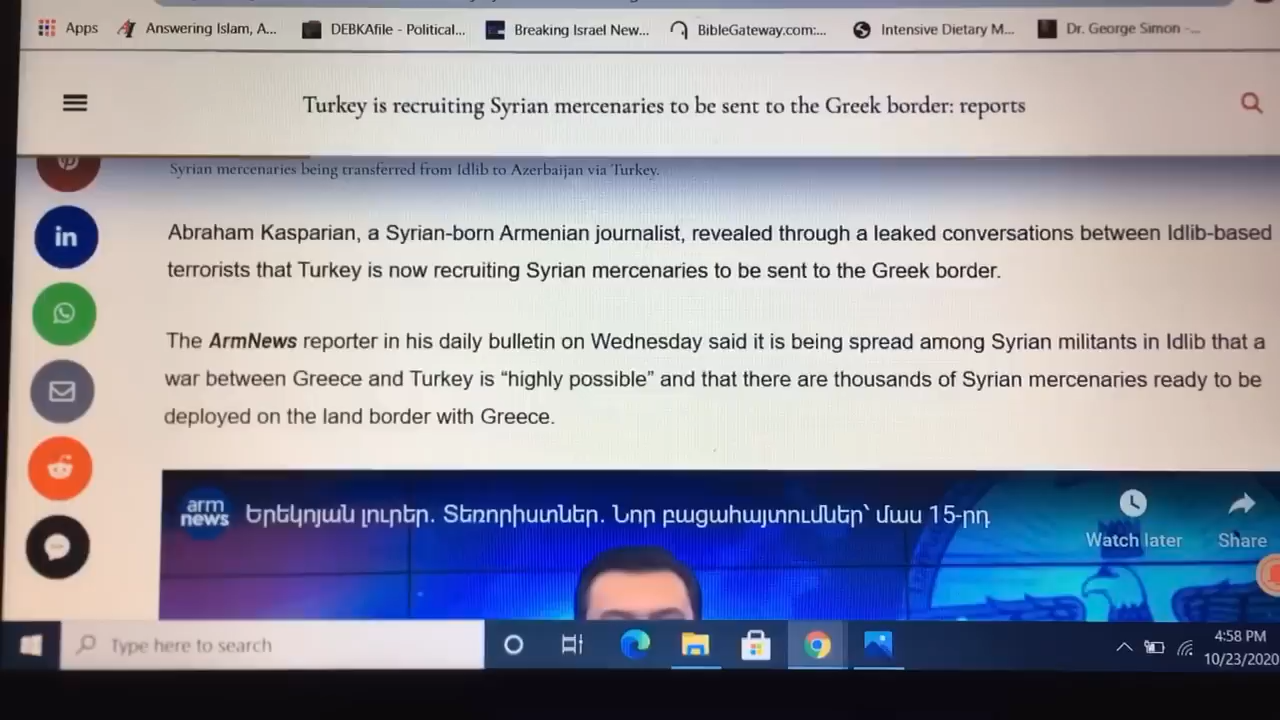 Apps Answering Islam, A... DEBKAfile - Political... Breaking Israel New... BibleGateway.com:... Intensive Dietary M... Dr. George Simon -...
Turkey is recruiting Syrian mercenaries to be sent to the Greek border: reports
Syrian mercenaries being transferred from Idlib to Azerbaijan via Turkey.
Abraham Kasparian, a Syrian-born Armenian journalist, revealed through a leaked conversations between Idlib-based
terrorists that Turkey is now recruiting Syrian mercenaries to be sent to the Greek border.
The ArmNews reporter in his daily bulletin on Wednesday said it is being spread among Syrian militants in Idlib that a
war between Greece and Turkey is “highly possible” and that there are thousands of Syrian mercenaries ready to be
deployed on the land border with Greece.
in
arm
news
Երեկոյան լուրեր. Տեռորիստներ. Նոր բացահայտումներ՝ մաս 15-րդ
Watch later Share
Type here to search
4:58 PM
10/23/2020